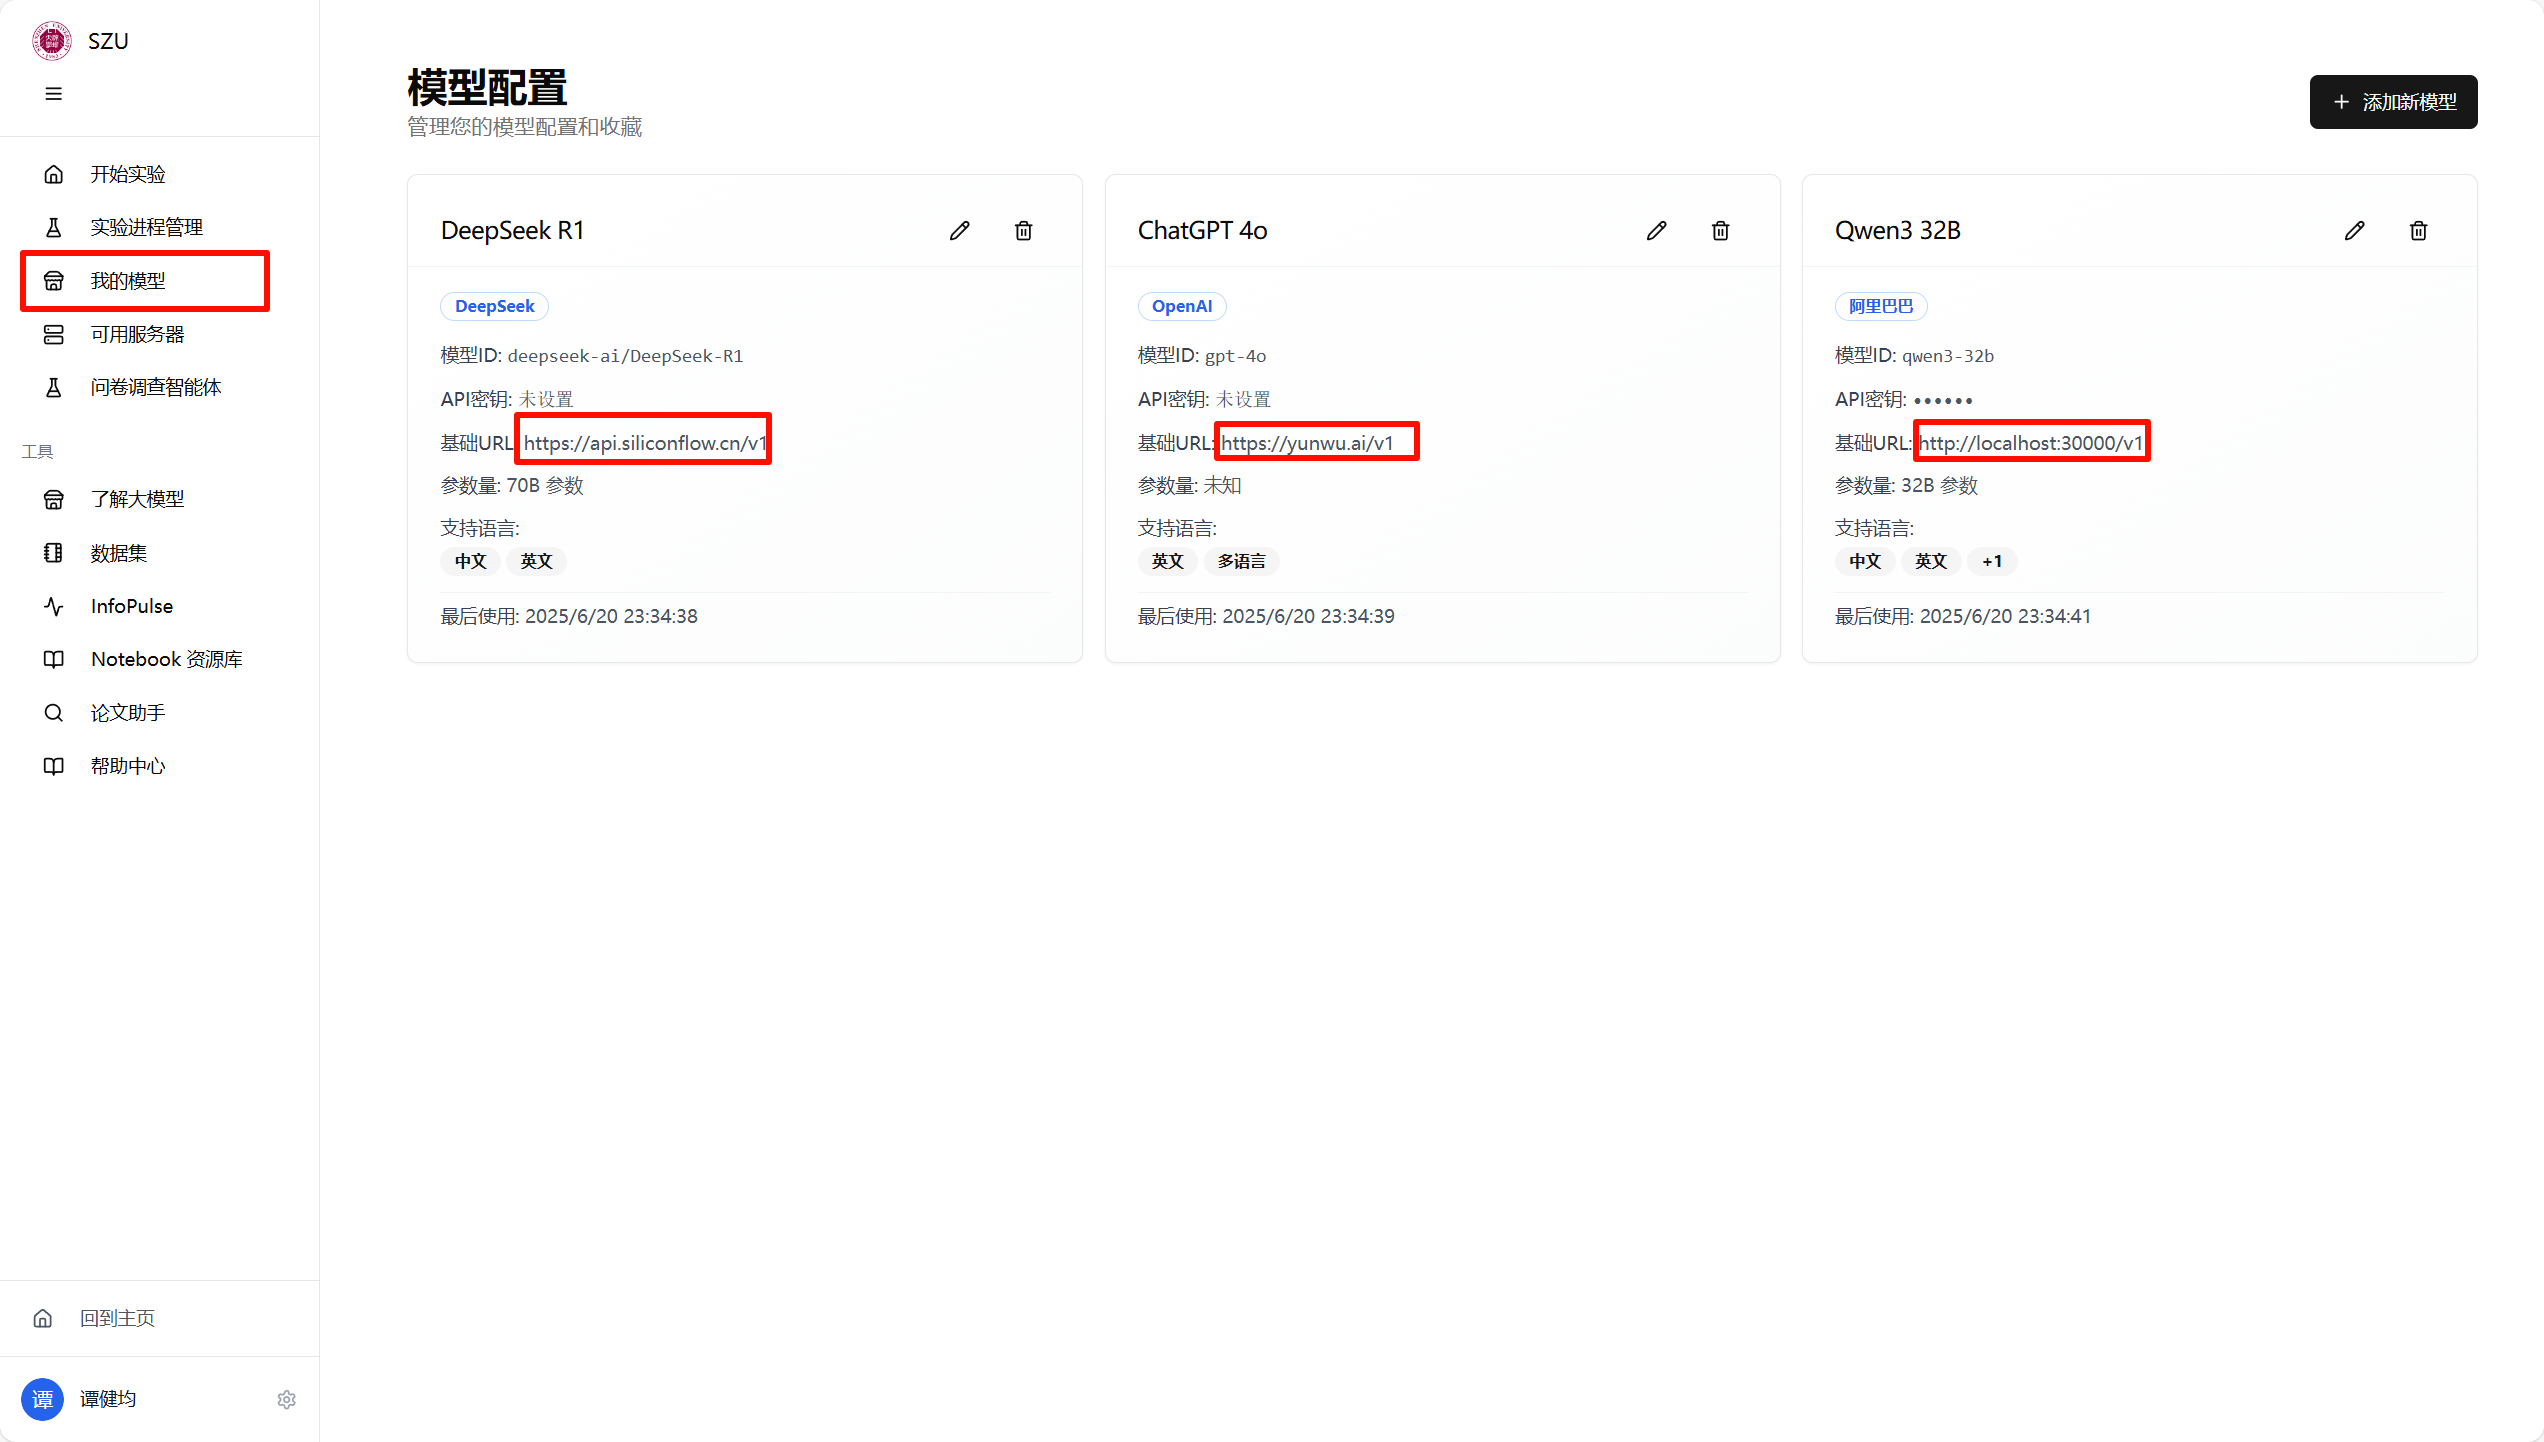 SZU
开始实验
实验进程管理
我的模型
可用服务器
问卷调查智能体
工具
了解大模型
数据集
InfoPulse
Notebook 资源库
论文助手
帮助中心
回到主页
谭
谭健均
模型配置
管理您的模型配置和收藏
添加新模型
DeepSeek R1
DeepSeek
模型ID: deepseek-ai/DeepSeek-R1
API密钥: 未设置
基础URL https://api.siliconflow.cn/v1
参数量: 70B 参数
支持语言:
中文 英文
最后使用: 2025/6/20 23:34:38
ChatGPT 4o
OpenAI
模型ID: gpt-4o
API密钥: 未设置
基础URL: https://yunwu.ai/v1
参数量: 未知
支持语言:
英文 多语言
最后使用: 2025/6/20 23:34:39
Qwen3 32B
阿里巴巴
模型ID: qwen3-32b
API密钥: ••••••
基础URL: http://localhost:30000/v1
参数量: 32B 参数
支持语言:
中文 英文 +1
最后使用: 2025/6/20 23:34:41